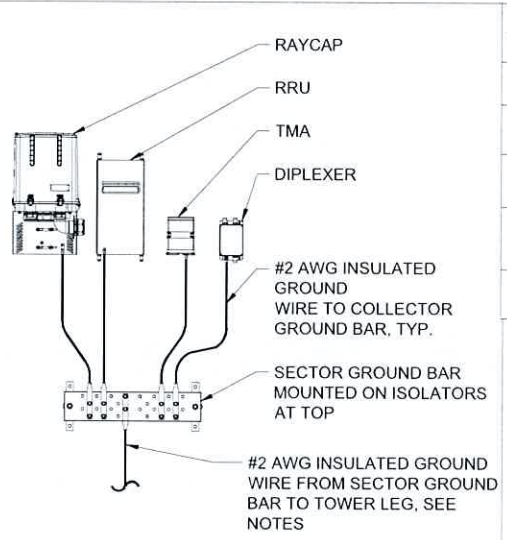 RAYCAP
RRU
TMA
DIPLEXER
#2 AWG INSULATED
GROUND
WIRE TO COLLECTOR
GROUND BAR, TYP.
SECTOR GROUND BAR
MOUNTED ON ISOLATORS
AT TOP
#2 AWG INSULATED GROUND
WIRE FROM SECTOR GROUND
BAR TO TOWER LEG, SEE
NOTES